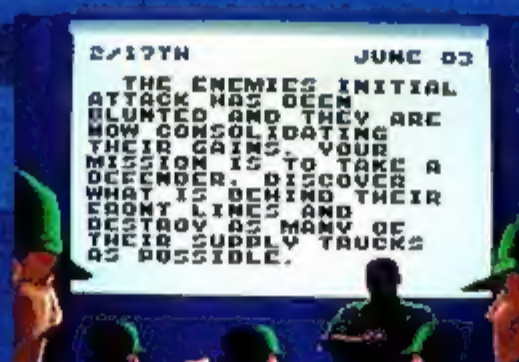 2/17TH JUNE 03
THE ENEMIES INITIAL
ATTACK HAS BEEN
BLUNTED AND THEY ARE
NOW CONSOLIDATING
THEIR GAINS. YOUR
MISSION IS TO TAKE A
DEFENDER, DISCOVER
WHAT IS BEHIND THEIR
FRONT LINES AND
DESTROY AS MANY OF
THEIR SUPPLY TRUCKS
AS POSSIBLE.